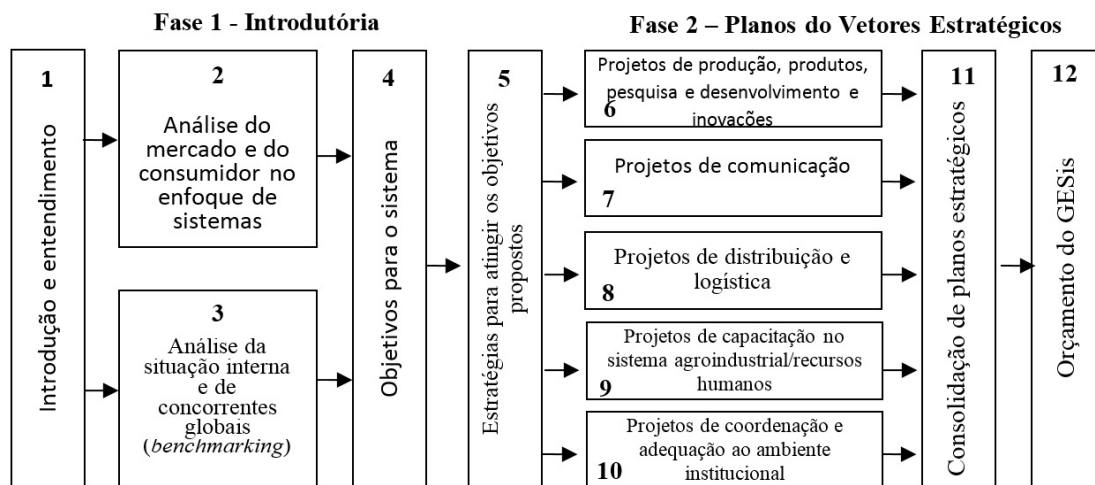 Fase 1 - Introdutória
Fase 2 – Planos do Vetores Estratégicos
1
Introdução e entendimento
2
Análise do
mercado e do
consumidor no
enfoque de
sistemas
3
Análise da
situação interna
e de
concorrentes
globais
(benchmarking)
4
Objetivos para o sistema
5
Estratégias para atingir os objetivos
propostos
Projetos de produção, produtos,
pesquisa e desenvolvimento e
6
inovações
Projetos de comunicação
7
Projetos de distribuição e
logística
8
Projetos de capacitação no
sistema agroindustrial/recursos
humanos
9
Projetos de coordenação e
adequação ao ambiente
institucional
10
11
Consolidação de planos estratégicos
12
Orçamento do GESis